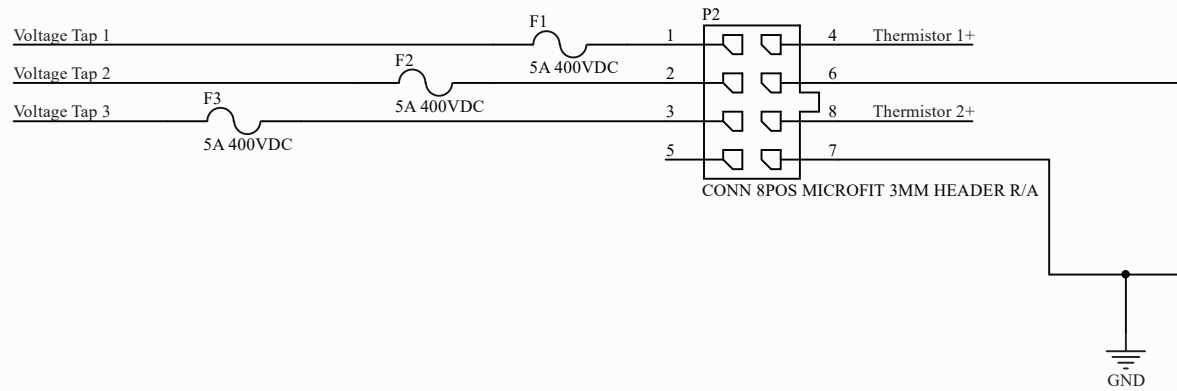 P2
F1
Voltage Tap 1
1
4
Thermistor 1+
5A 400VDC
F2
Voltage Tap 2
2
6
5A 400VDC
F3
Voltage Tap 3
3
8
Thermistor 2+
5A 400VDC
5
7
CONN 8POS MICROFIT 3MM HEADER R/A
GND